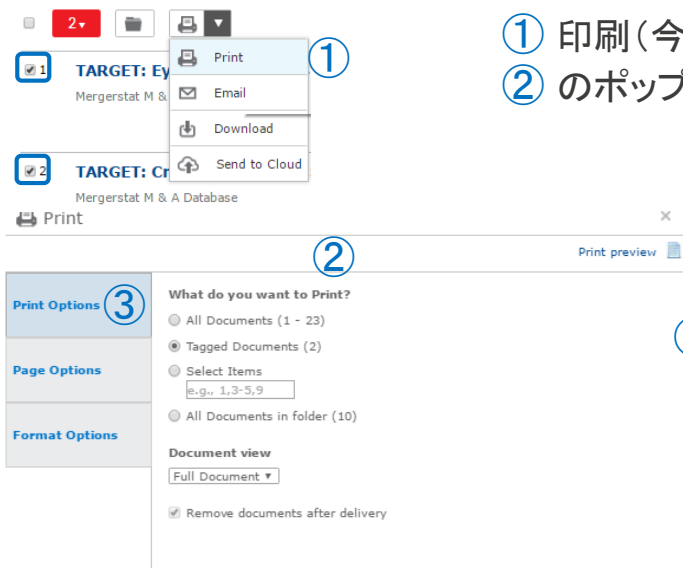 2
Print
Email
Download
Send to Cloud
①
① 印刷(今
② のポップ
1 TARGET: Ey
Mergerstat M &
2 TARGET: Cr
Mergerstat M & A Database
Print
②
Print preview
Print Options ③
Page Options
Format Options
What do you want to Print?
All Documents (1 - 23)
Tagged Documents (2)
Select Items
e.g., 1,3-5,9
All Documents in folder (10)
Document view
Full Document
Remove documents after delivery